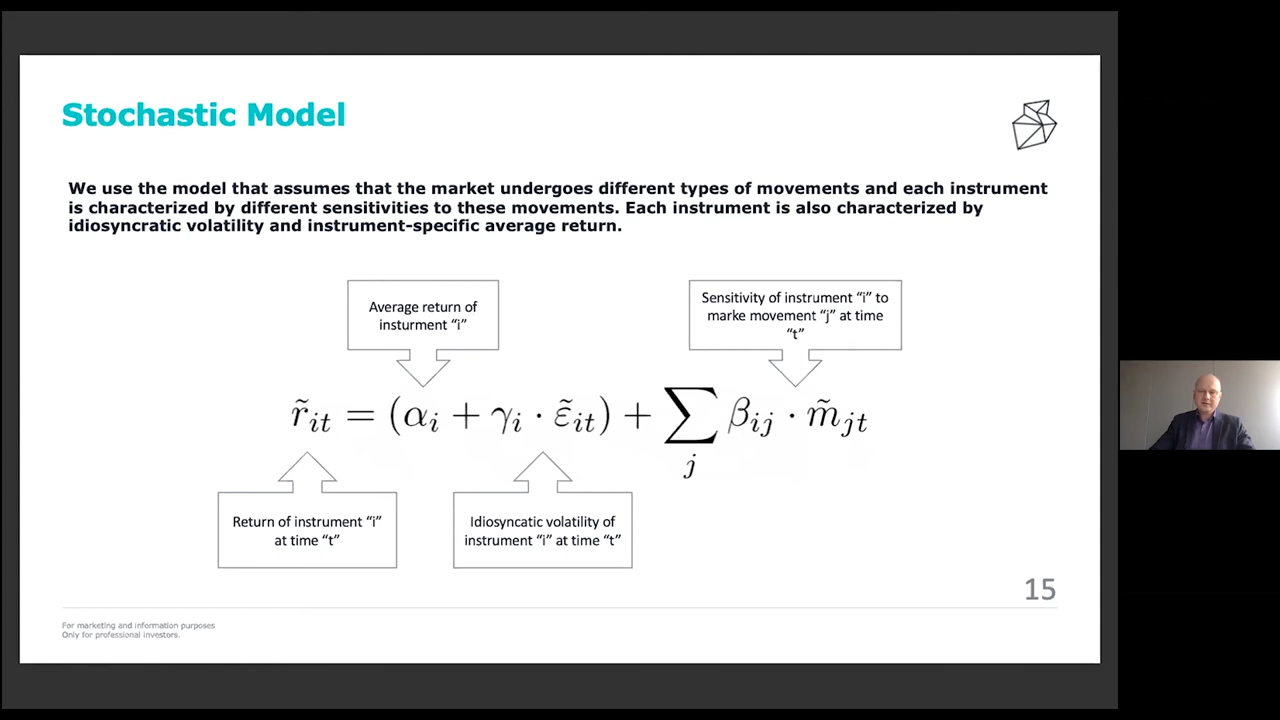 Stochastic Model
We use the model that assumes that the market undergoes different types of movements and each instrument
is characterized by different sensitivities to these movements. Each instrument is also characterized by
idiosyncratic volatility and instrument-specific average return.
Average return of
insturment “i”
Sensitivity of instrument “i” to
marke movement “j” at time
“t”
r̃_it = (α_i + γ_i · ε̃_it) + ∑_j β_ij · m̃_jt
Return of instrument “i”
at time “t”
Idiosyncatic volatility of
instrument “i” at time “t”
15
For marketing and information purposes
Only for professional investors.